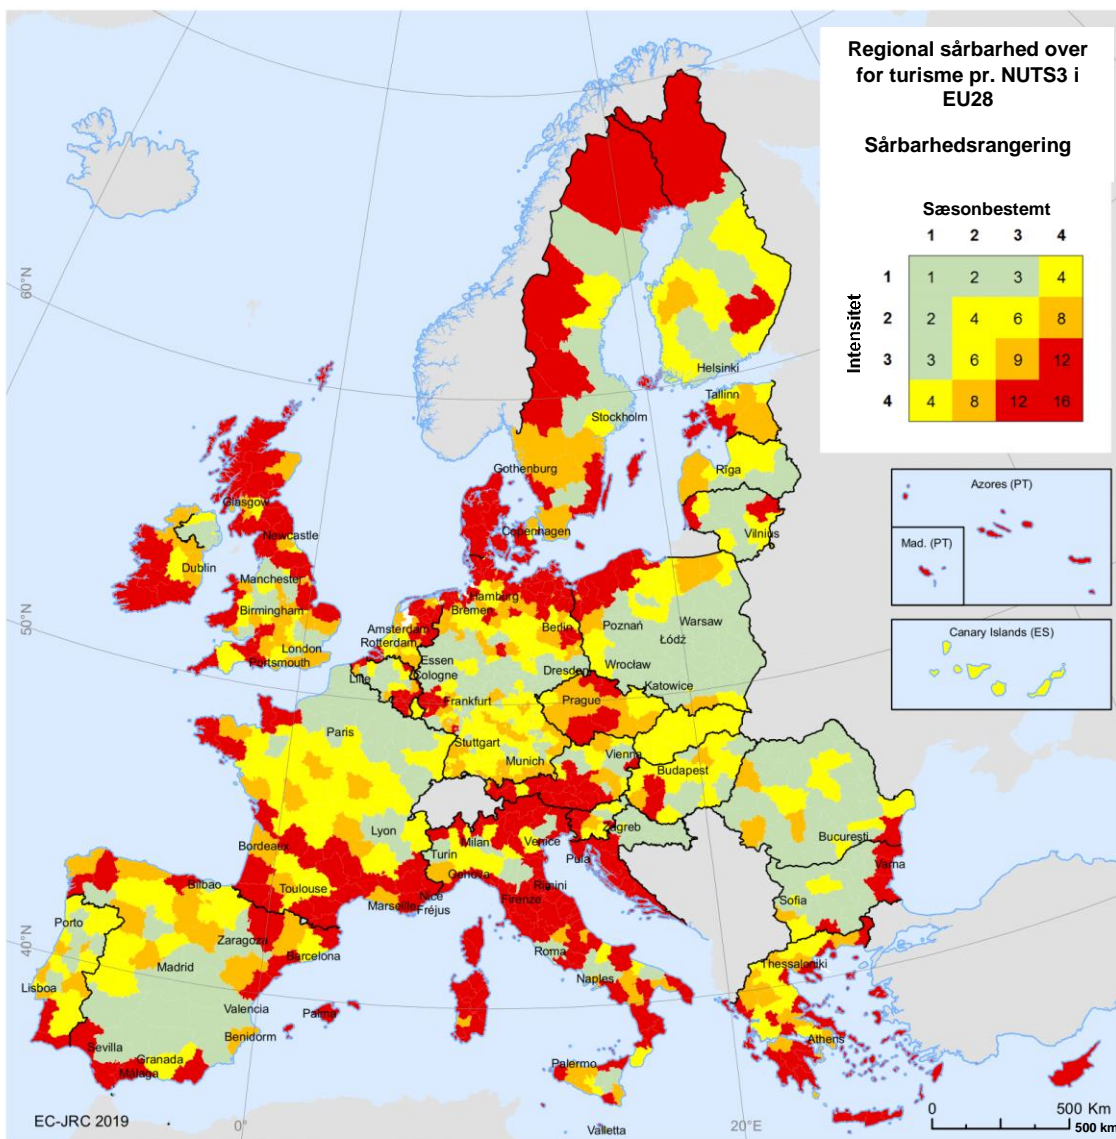 Regional sårbarhed over
for turisme pr. NUTS3 i
EU28
Sårbarhedsrangering
Sæsonbestemt
1 2 3 4
Intensitet
1 1 2 3 4
2 2 4 6 8
3 3 6 9 12
4 4 8 12 16
Azores (PT)
Mad. (PT)
Canary Islands (ES)
60°N
50°N
40°N
0°
20°E
Helsinki
Tallinn
Stockholm
Gothenburg
Rīga
Glasgow
Copenhagen
Newcastle
Vilnius
Dublin
Manchester
Hamburg
Birmingham
Bremen
Amsterdam
Berlin
Poznań
Warsaw
Rotterdam
Łódź
London
Portsmouth
Essen
Dresden
Wrocław
Lille
Cologne
Katowice
Frankfurt
Prague
Paris
Stuttgart
Munich
Vienna
Budapest
Lyon
Zagreb
Bucureşti
Bordeaux
Turin
Milan
Venice
Pula
Varna
Genova
Bilbao
Toulouse
Rimini
Nice
Firenze
Marseille
Fréjus
Sofia
Porto
Zaragoza
Barcelona
Roma
Thessaloniki
Madrid
Naples
Lisboa
Valencia
Palma
Benidorm
Athens
Sevilla
Granada
Málaga
Palermo
Valletta
EC-JRC 2019
0 500 Km
500 km